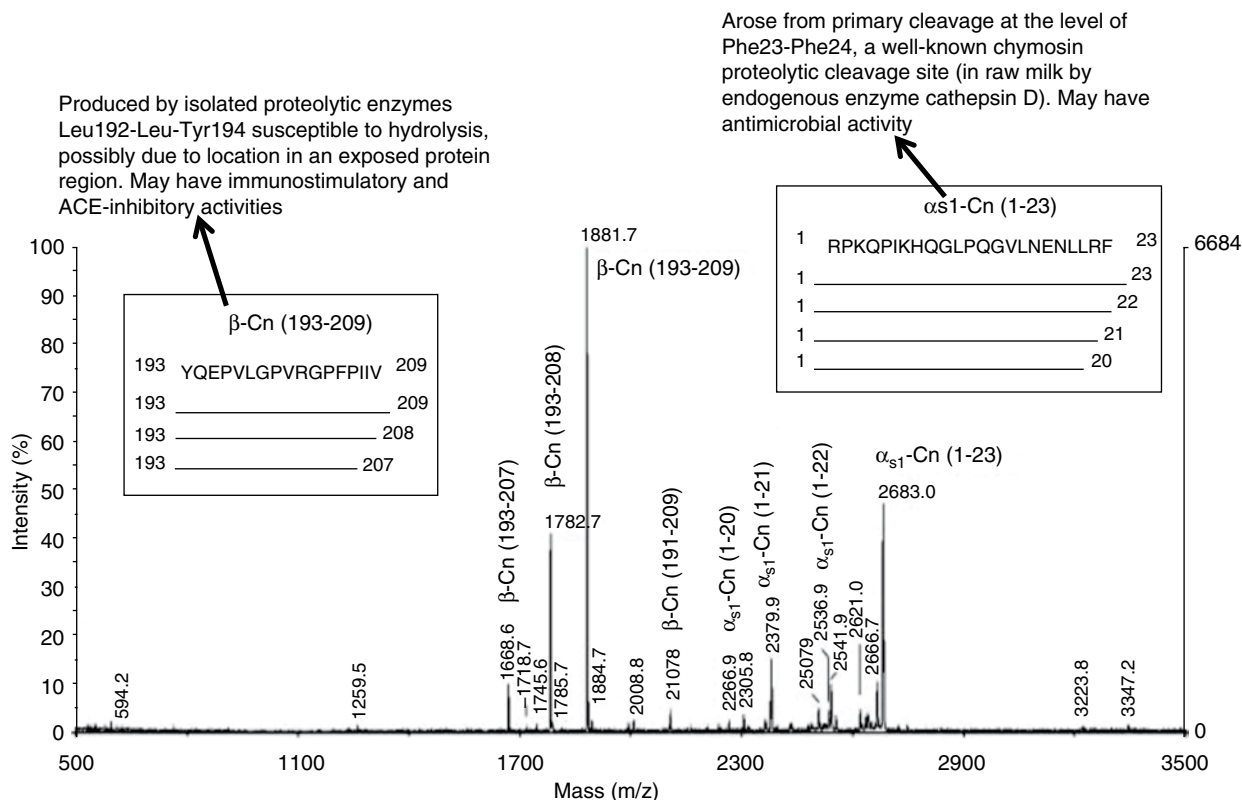 Arose from primary cleavage at the level of
Phe23-Phe24, a well-known chymosin
proteolytic cleavage site (in raw milk by
endogenous enzyme cathepsin D). May have
antimicrobial activity
Produced by isolated proteolytic enzymes
Leu192-Leu-Tyr194 susceptible to hydrolysis,
possibly due to location in an exposed protein
region. May have immunostimulatory and
ACE-inhibitory activities
αs1-Cn (1-23)
1 RPKQPIKHQGLPQGVLNENLLRF 23
1 23
1 22
1 21
1 20
β-Cn (193-209)
193 YQEPVLGPVRGPFPIIV 209
193 209
193 208
193 207
1881.7
β-Cn (193-209)
β-Cn (193-208)
1782.7
β-Cn (193-207)
1668.6
1718.7
1745.6
1785.7
1884.7
2008.8
β-Cn (191-209)
21078
αs1-Cn (1-20)
2266.9
2305.8
αs1-Cn (1-21)
2379.9
25079
αs1-Cn (1-22)
2536.9
2541.9
2621.0
2666.7
αs1-Cn (1-23)
2683.0
3223.8
3347.2
594.2
1259.5
Intensity (%)
100
90
80
70
60
50
40
30
20
10
0
6684
0
500 1100 1700 2300 2900 3500
Mass (m/z)